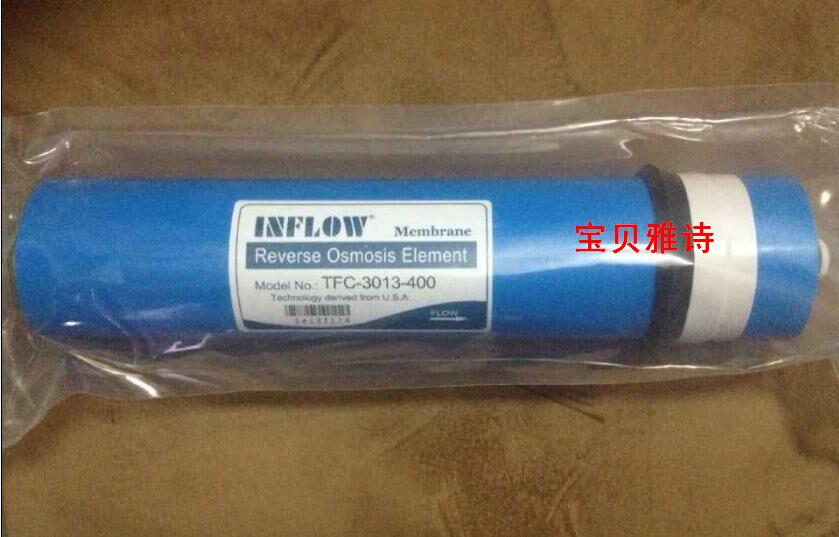 INFLOW® Membrane
Reverse Osmosis Element
Model No.: TFC-3013-400
Technology derived from U.S.A
FLOW
宝贝雅诗